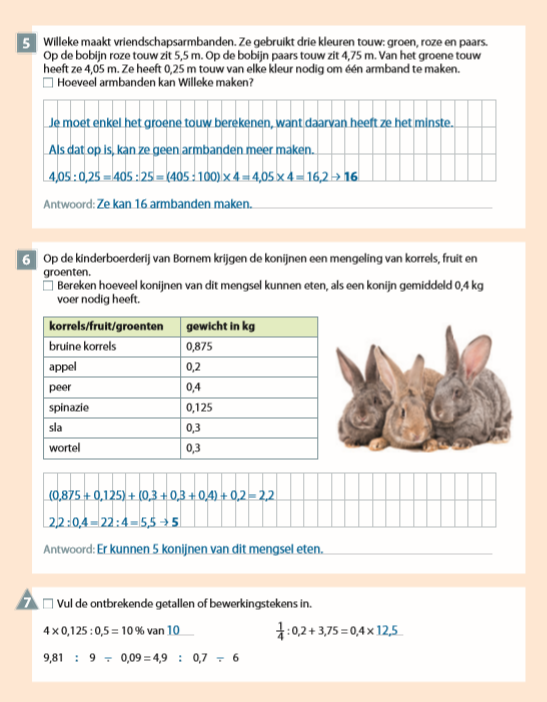 5 Willeke maakt vriendschapsarmbanden. Ze gebruikt drie kleuren touw: groen, roze en paars.
Op de bobijn roze touw zit 5,5 m. Op de bobijn paars touw zit 4,75 m. Van het groene touw
heeft ze 4,05 m. Ze heeft 0,25 m touw van elke kleur nodig om één armband te maken.
☐ Hoeveel armbanden kan Willeke maken?
Je moet enkel het groene touw berekenen, want daarvan heeft ze het minste.
Als dat op is, kan ze geen armbanden meer maken.
4,05 : 0,25 = 405 : 25 = (405 : 100) × 4 = 4,05 × 4 = 16,2 → 16
Antwoord: Ze kan 16 armbanden maken.
6 Op de kinderboerderij van Bornem krijgen de konijnen een mengeling van korrels, fruit en
groenten.
☐ Bereken hoeveel konijnen van dit mengsel kunnen eten, als een konijn gemiddeld 0,4 kg
voer nodig heeft.
korrels/fruit/groenten gewicht in kg
bruine korrels 0,875
appel 0,2
peer 0,4
spinazie 0,125
sla 0,3
wortel 0,3
(0,875 + 0,125) + (0,3 + 0,3 + 0,4) + 0,2 = 2,2
2,2 : 0,4 = 22 : 4 = 5,5 → 5
Antwoord: Er kunnen 5 konijnen van dit mengsel eten.
7 ☐ Vul de ontbrekende getallen of bewerkingstekens in.
4 × 0,125 : 0,5 = 10 % van 10 1/4 : 0,2 + 3,75 = 0,4 × 12,5
9,81 : 9 ÷ 0,09 = 4,9 : 0,7 ÷ 6